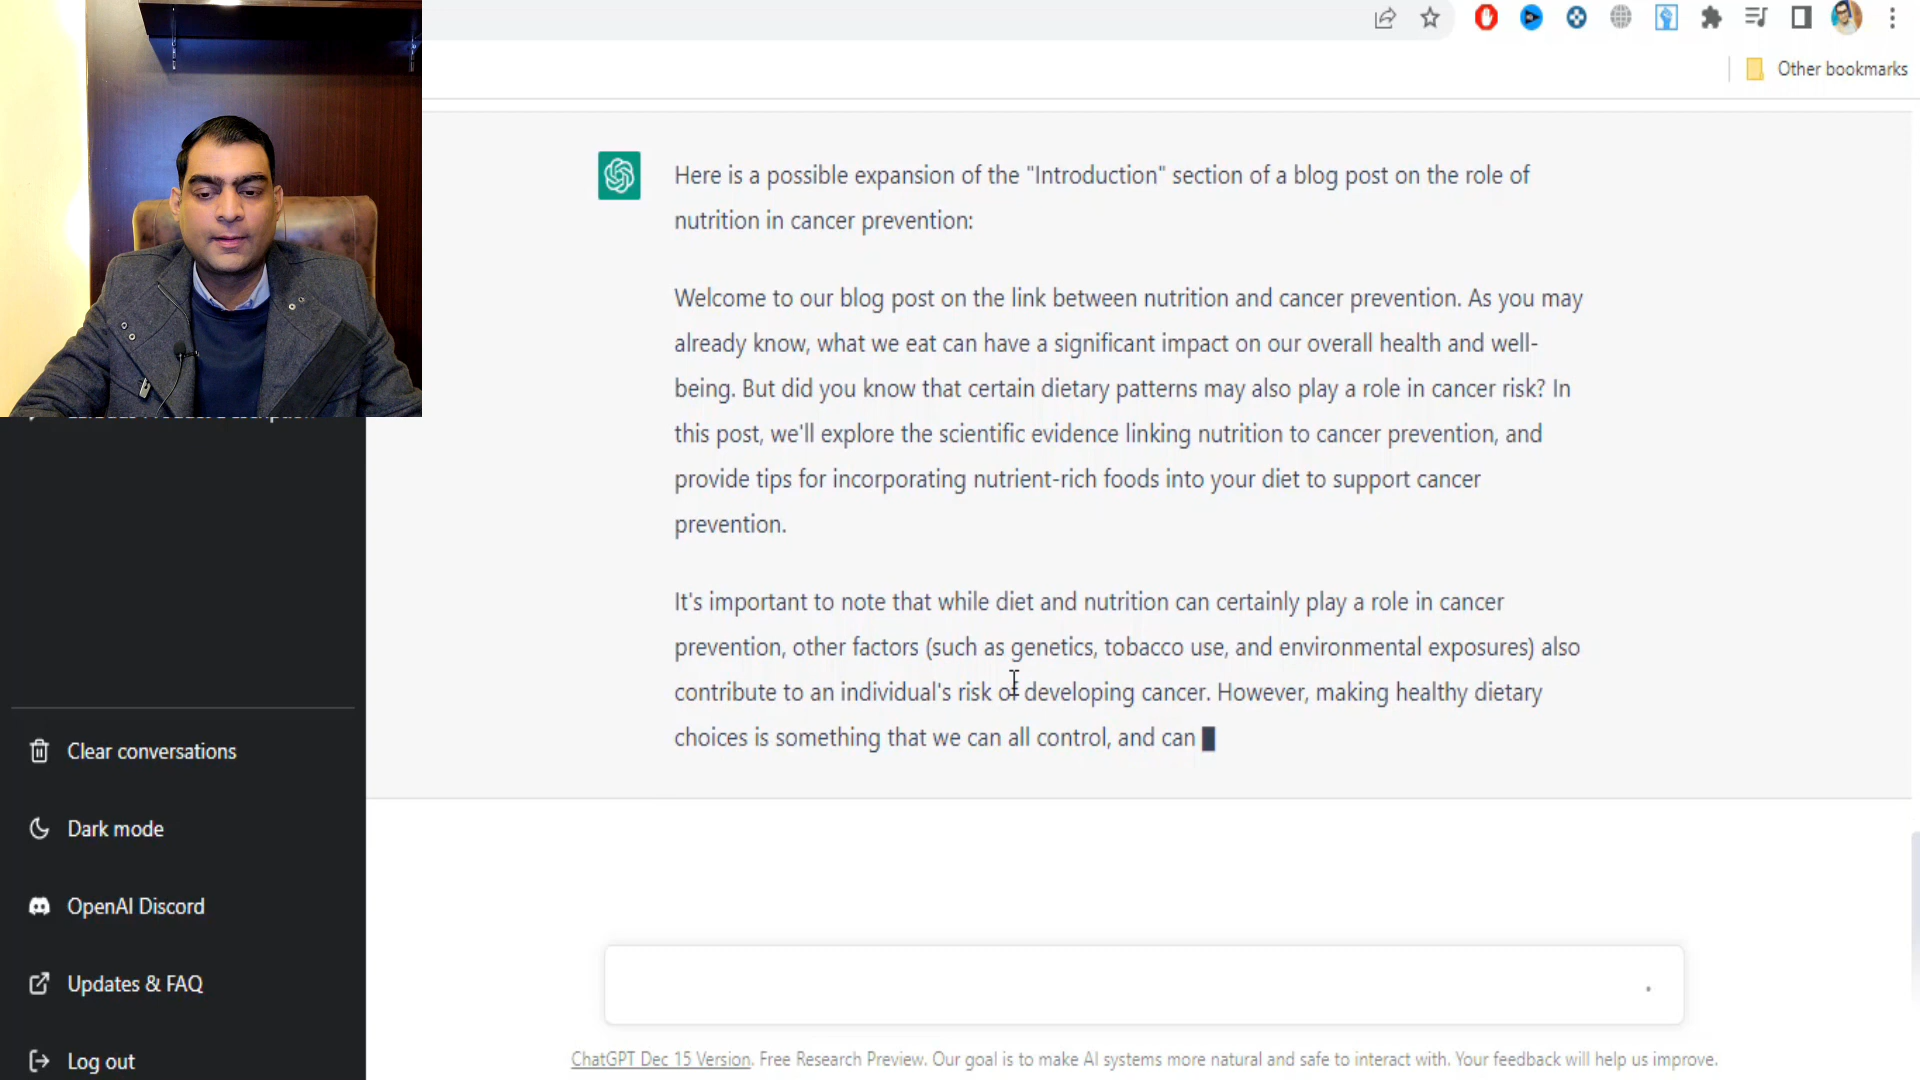 Other bookmarks
Here is a possible expansion of the "Introduction" section of a blog post on the role of
nutrition in cancer prevention:
Welcome to our blog post on the link between nutrition and cancer prevention. As you may
already know, what we eat can have a significant impact on our overall health and well-
being. But did you know that certain dietary patterns may also play a role in cancer risk? In
this post, we'll explore the scientific evidence linking nutrition to cancer prevention, and
provide tips for incorporating nutrient-rich foods into your diet to support cancer
prevention.
It's important to note that while diet and nutrition can certainly play a role in cancer
prevention, other factors (such as genetics, tobacco use, and environmental exposures) also
contribute to an individual's risk of developing cancer. However, making healthy dietary
choices is something that we can all control, and can
Clear conversations
Dark mode
OpenAI Discord
Updates & FAQ
Log out
ChatGPT Dec 15 Version. Free Research Preview. Our goal is to make AI systems more natural and safe to interact with. Your feedback will help us improve.